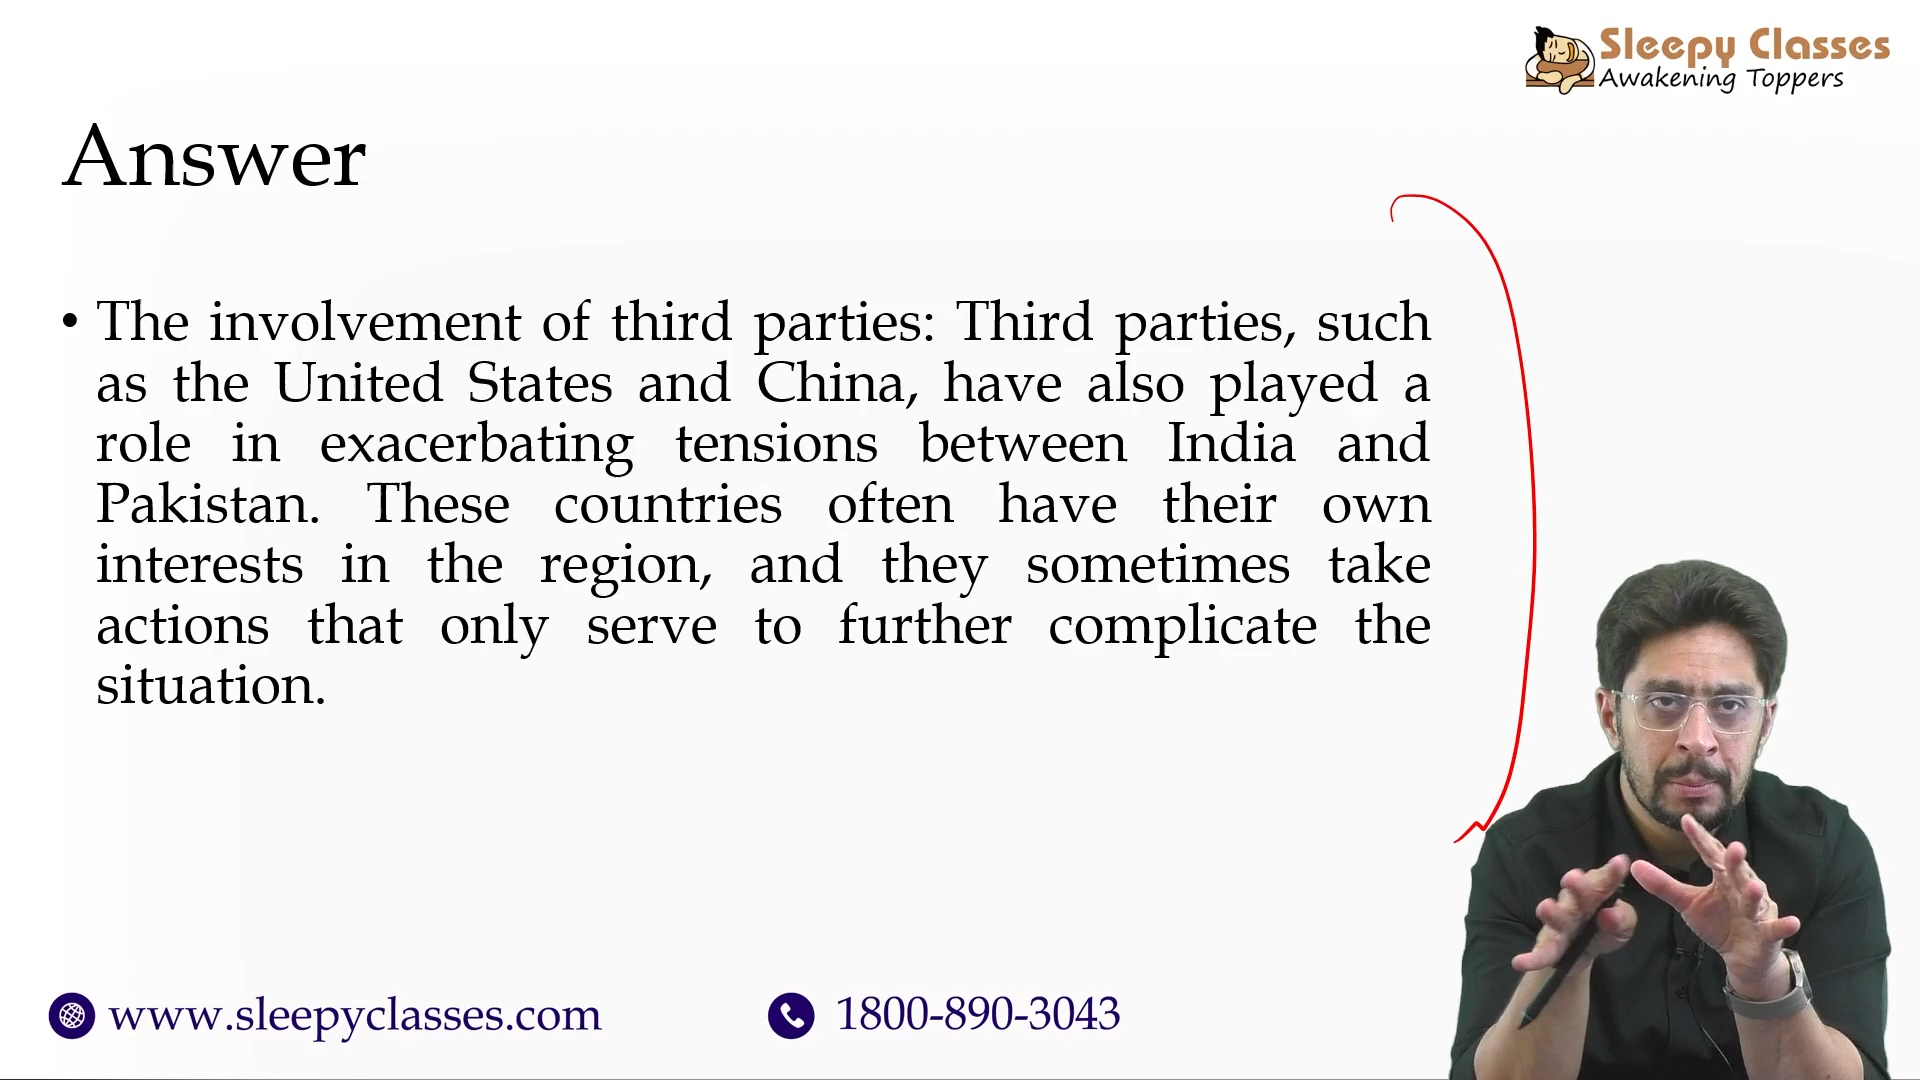 Sleepy Classes
Awakening Toppers
Answer
• The involvement of third parties: Third parties, such
as the United States and China, have also played a
role in exacerbating tensions between India and
Pakistan. These countries often have their own
interests in the region, and they sometimes take
actions that only serve to further complicate the
situation.
www.sleepyclasses.com
1800-890-3043